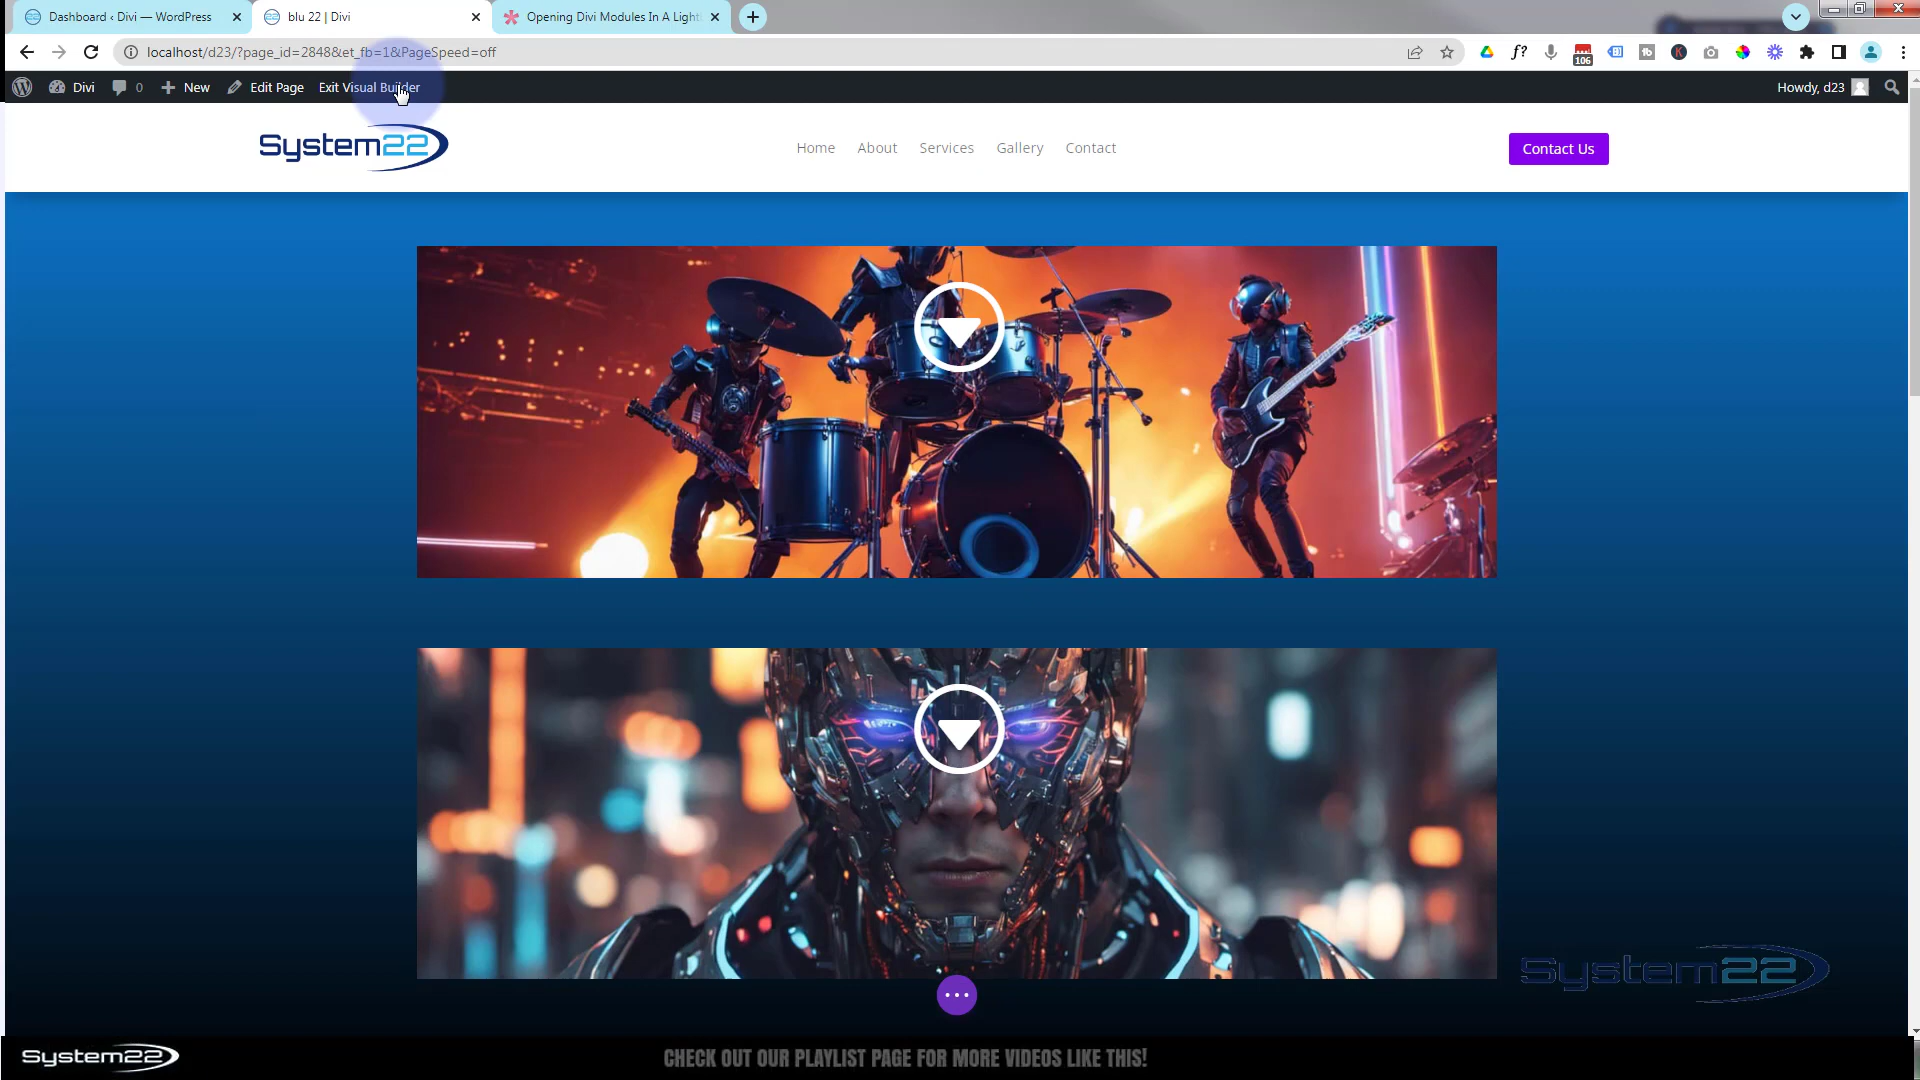 Dashboard ‹ Divi — WordPress
blu 22 | Divi
Opening Divi Modules In A Light
localhost/d23/?page_id=2848&et_fb=1&PageSpeed=off
f?
106
tb
K
Divi
0
New
Edit Page
Exit Visual Builder
Howdy, d23
System22
Home
About
Services
Gallery
Contact
Contact Us
System22
System22
CHECK OUT OUR PLAYLIST PAGE FOR MORE VIDEOS LIKE THIS!